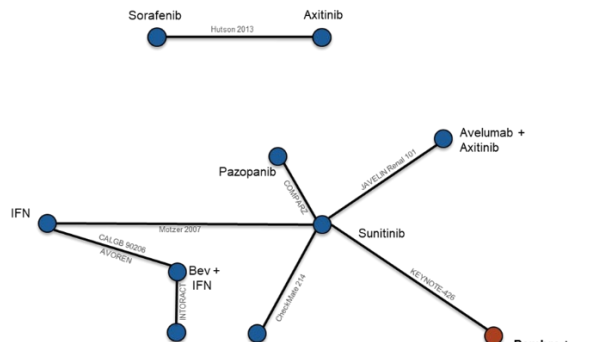 Sorafenib
Axitinib
Hutson 2013
Avelumab +
Axitinib
Pazopanib
COMPARZ
JAVELIN Renal 101
IFN
Motzer 2007
Sunitinib
CALGB 90206
AVOREN
Bev +
IFN
INTORACT
CheckMate 214
KEYNOTE-426